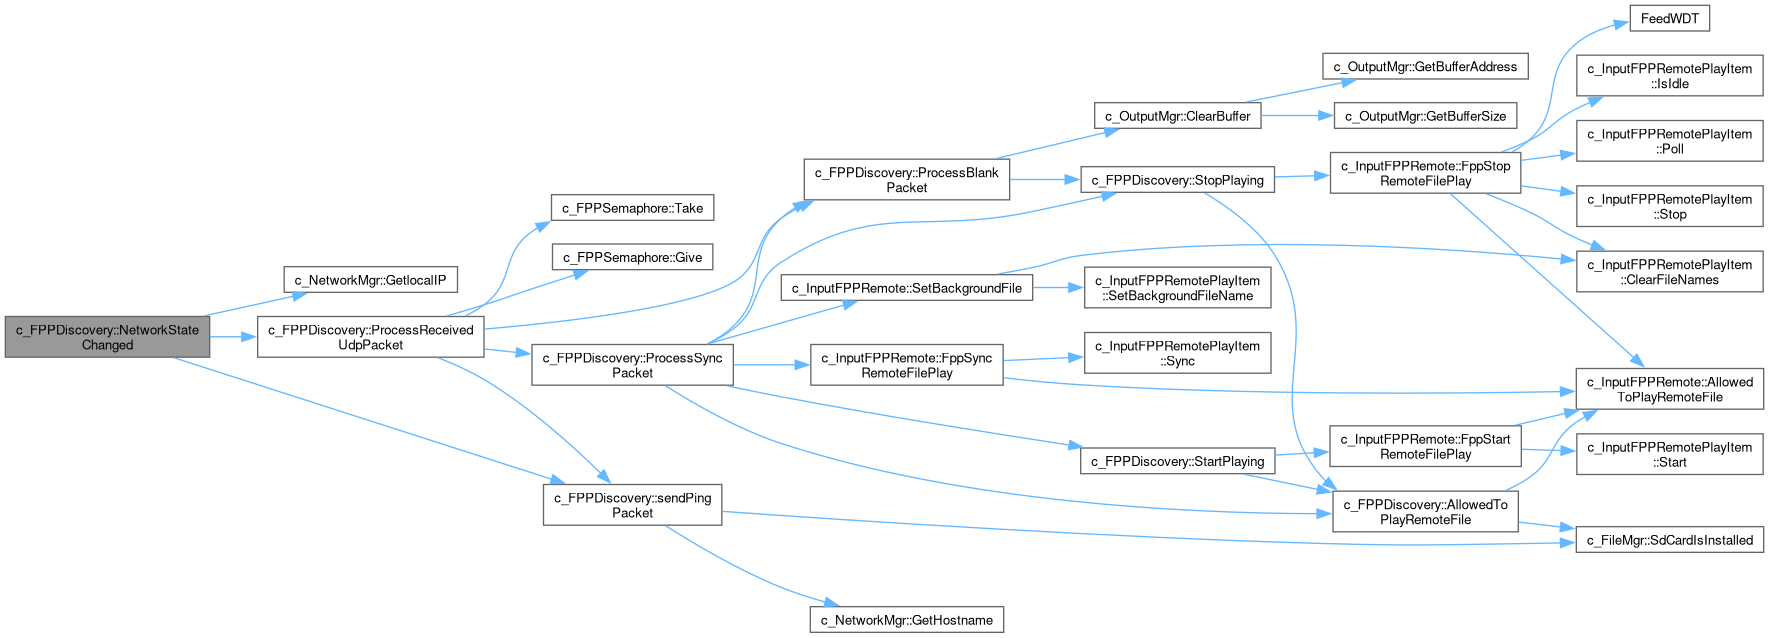 c_FPPDiscovery::NetworkState
Changed
c_NetworkMgr::GetlocalIP
c_FPPDiscovery::ProcessReceived
UdpPacket
c_FPPSemaphore::Take
c_FPPSemaphore::Give
c_FPPDiscovery::ProcessSync
Packet
c_FPPDiscovery::sendPing
Packet
c_FPPDiscovery::ProcessBlank
Packet
c_InputFPPRemote::SetBackgroundFile
c_InputFPPRemote::FppSync
RemoteFilePlay
c_NetworkMgr::GetHostname
c_OutputMgr::ClearBuffer
c_FPPDiscovery::StopPlaying
c_InputFPPRemotePlayItem
::SetBackgroundFileName
c_InputFPPRemotePlayItem
::Sync
c_FPPDiscovery::StartPlaying
c_OutputMgr::GetBufferAddress
c_OutputMgr::GetBufferSize
c_InputFPPRemote::FppStop
RemoteFilePlay
c_InputFPPRemote::FppStart
RemoteFilePlay
c_FPPDiscovery::AllowedTo
PlayRemoteFile
FeedWDT
c_InputFPPRemotePlayItem
::IsIdle
c_InputFPPRemotePlayItem
::Poll
c_InputFPPRemotePlayItem
::Stop
c_InputFPPRemotePlayItem
::ClearFileNames
c_InputFPPRemote::Allowed
ToPlayRemoteFile
c_InputFPPRemotePlayItem
::Start
c_FileMgr::SdCardIsInstalled